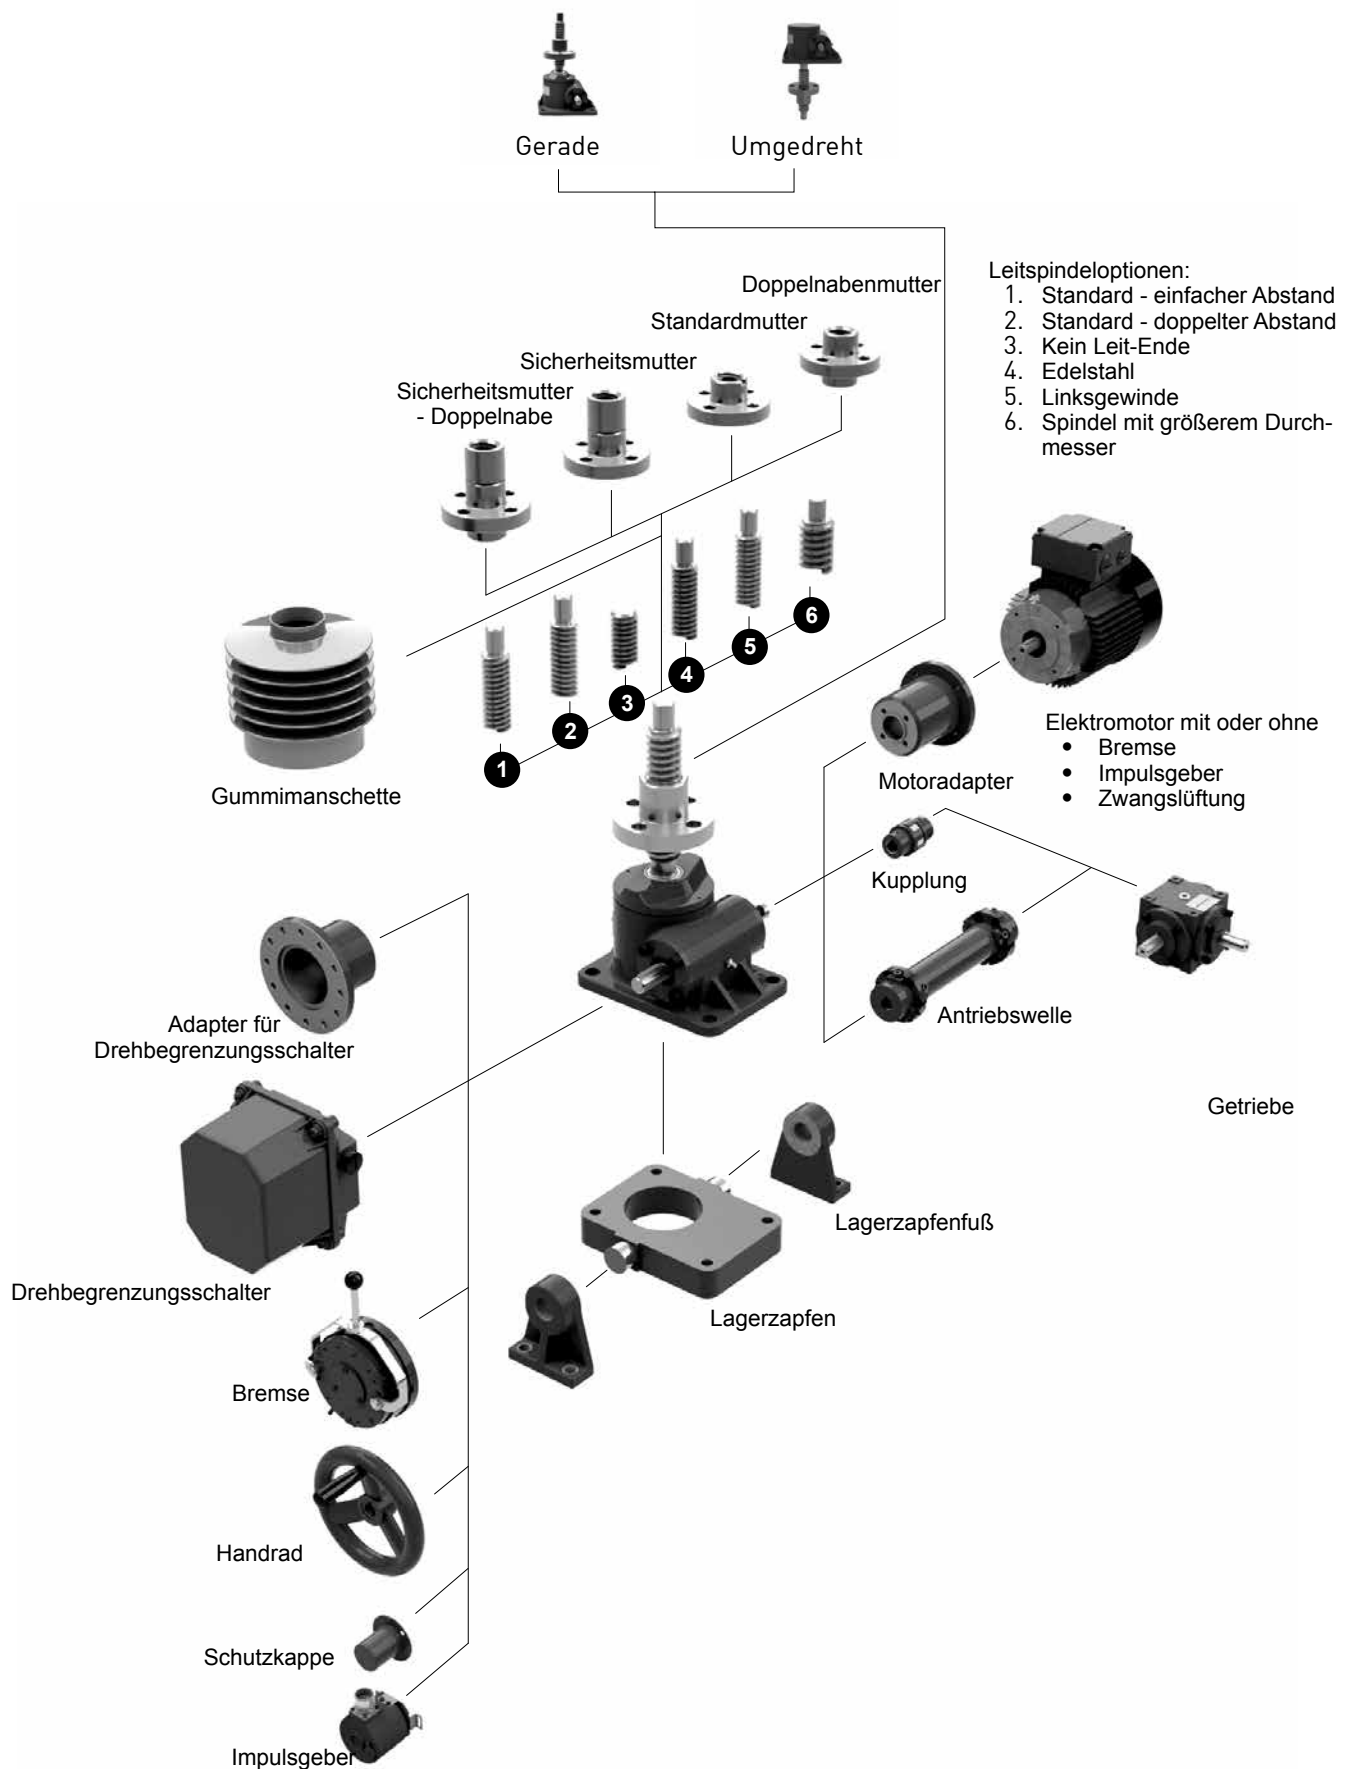 Gerade
Umgedreht
Leitspindeloptionen:
1. Standard - einfacher Abstand
2. Standard - doppelter Abstand
3. Kein Leit-Ende
4. Edelstahl
5. Linksgewinde
6. Spindel mit größerem Durch-
messer
Doppelnabenmutter
Standardmutter
Sicherheitsmutter
Sicherheitsmutter
- Doppelnabe
6
5
4
3
2
1
Gummimanschette
Elektromotor mit oder ohne
• Bremse
• Impulsgeber
• Zwangslüftung
Motoradapter
Kupplung
Antriebswelle
Getriebe
Adapter für
Drehbegrenzungsschalter
Drehbegrenzungsschalter
Lagerzapfenfuß
Lagerzapfen
Bremse
Handrad
Schutzkappe
Impulsgeber